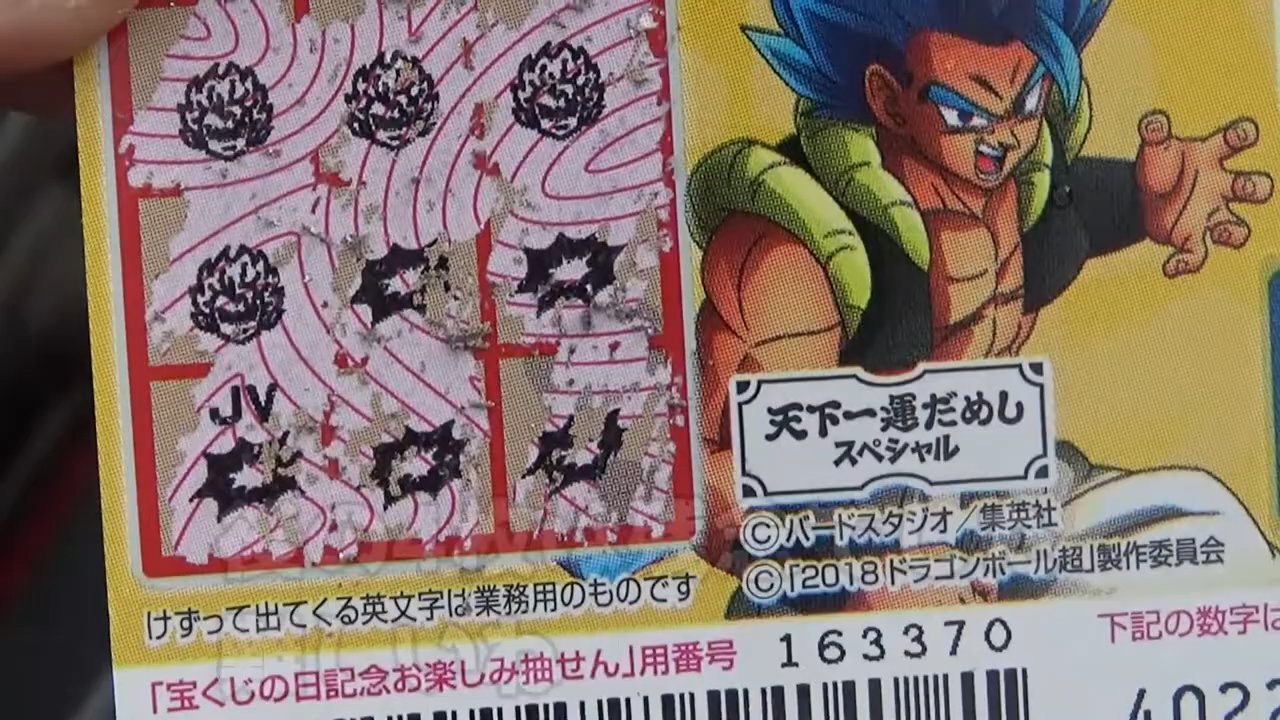 JV
天下一運だめし
スペシャル
©バードスタジオ／集英社
©「2018ドラゴンボール超」製作委員会
けずって出てくる英文字は業務用のものです
「宝くじの日記念お楽しみ抽せん」用番号
163370
下記の数字は
4022